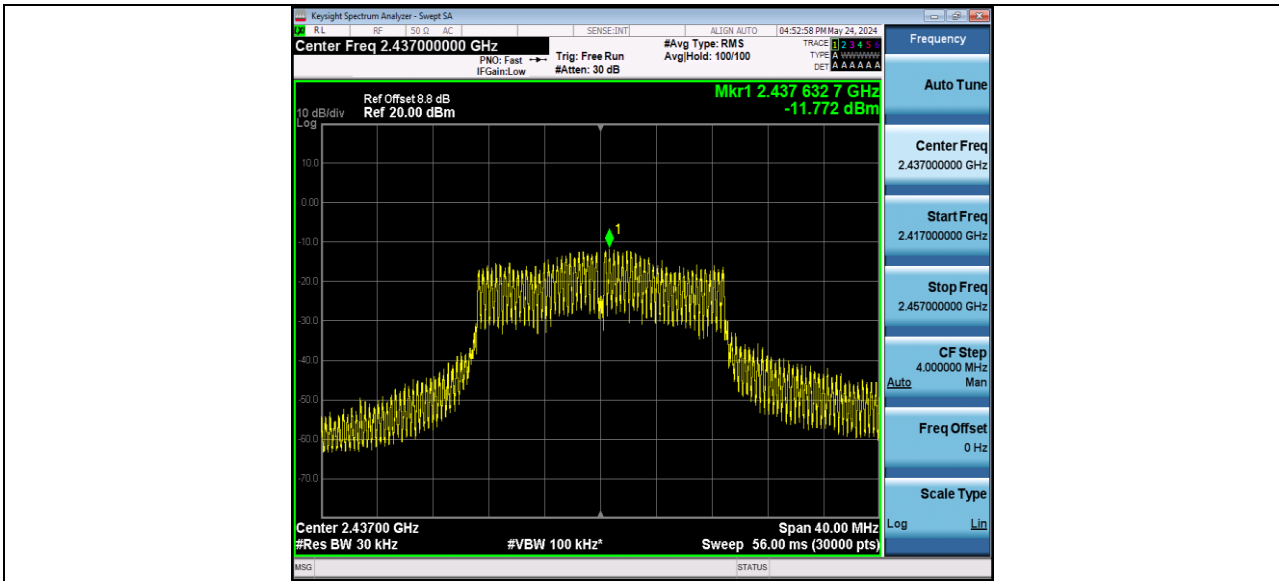 Keysight Spectrum Analyzer - Swept SA
RL RF 50 Ω AC SENSE:INT ALIGN AUTO 04:52:58 PM May 24, 2024
Center Freq 2.437000000 GHz
PNO: Fast
IFGain:Low
Trig: Free Run
#Atten: 30 dB
#Avg Type: RMS
Avg|Hold: 100/100
TRACE 1 2 3 4 5 6
TYPE A WWWWW
DET A A A A A A
Mkr1 2.437 632 7 GHz
-11.772 dBm
Ref Offset 8.8 dB
10 dB/div Ref 20.00 dBm
Log
10.0
0.00
-10.0
-20.0
-30.0
-40.0
-50.0
-60.0
-70.0
1
Center 2.43700 GHz Span 40.00 MHz
#Res BW 30 kHz #VBW 100 kHz* Sweep 56.00 ms (30000 pts)
MSG STATUS
Frequency
Auto Tune
Center Freq
2.437000000 GHz
Start Freq
2.417000000 GHz
Stop Freq
2.457000000 GHz
CF Step
4.000000 MHz
Auto Man
Freq Offset
0 Hz
Scale Type
Log Lin